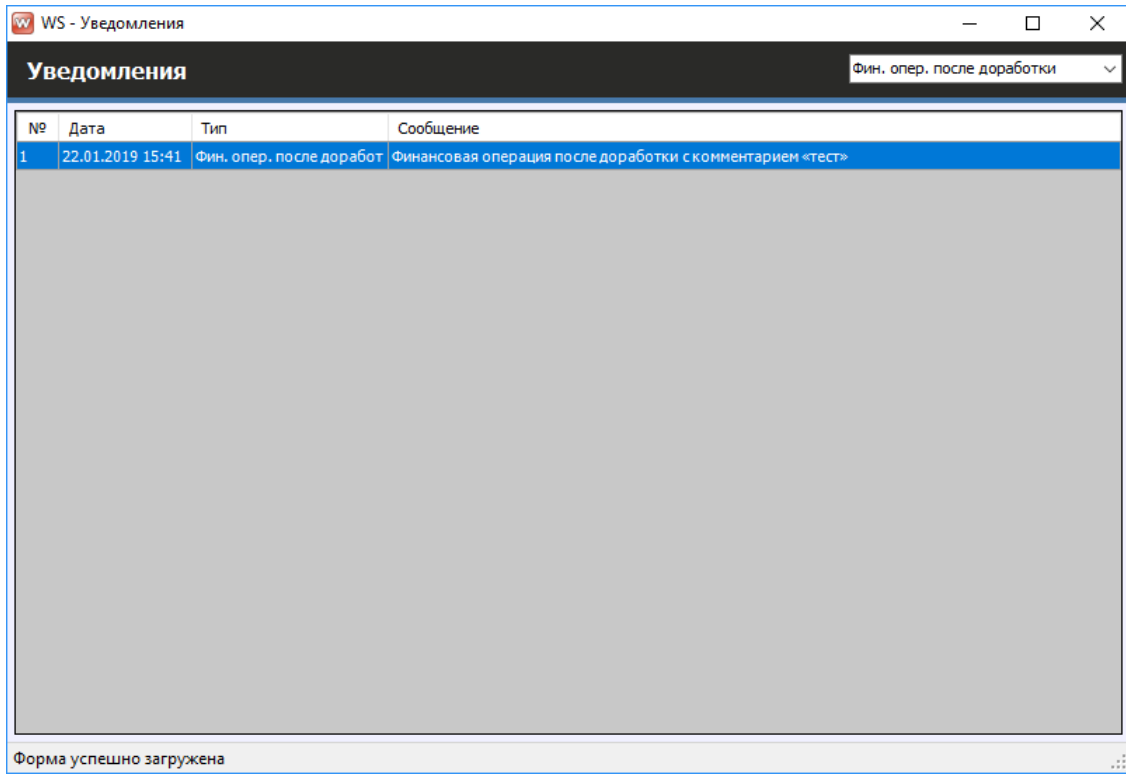 WS - Уведомления
Уведомления
Фин. опер. после доработки
№ Дата Тип Сообщение
1 22.01.2019 15:41 Фин. опер. после доработ Финансовая операция после доработки с комментарием «тест»
Форма успешно загружена